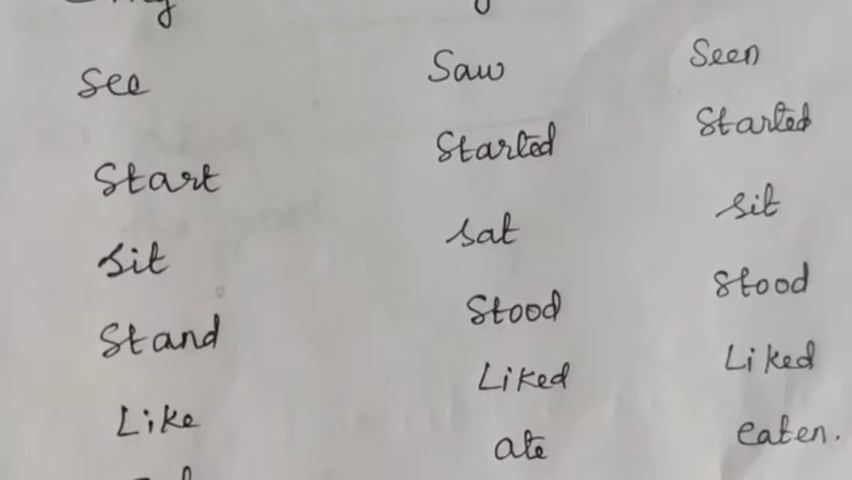 See Saw Seen
Start Started Started
sit sat sit
Stand Stood Stood
Like Liked Liked
ate eaten.